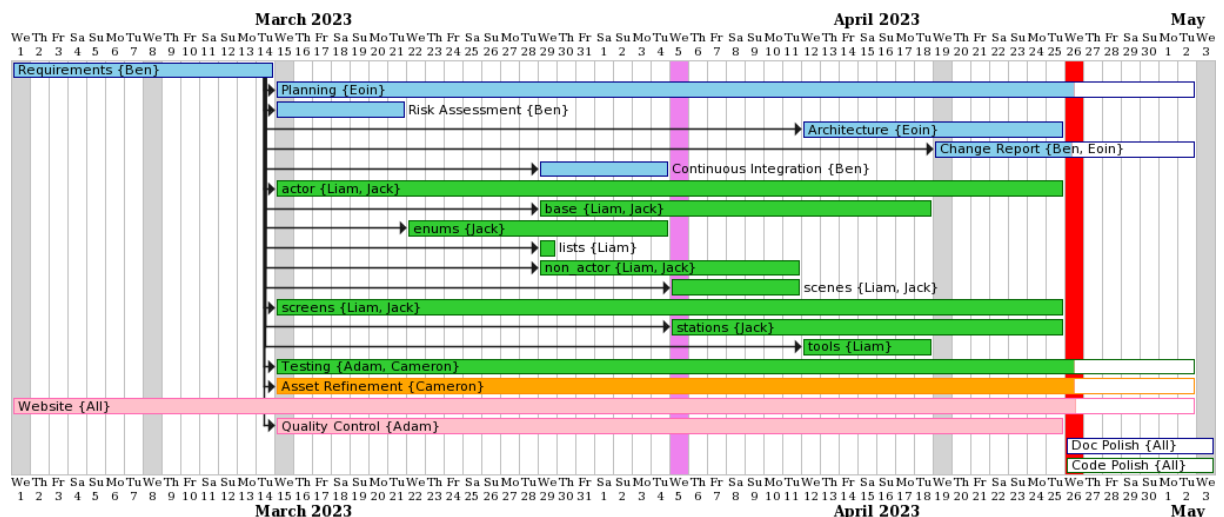 March 2023 April 2023 May
We Th Fr Sa Su Mo Tu We Th Fr Sa Su Mo Tu We Th Fr Sa Su Mo Tu We Th Fr Sa Su Mo Tu We Th Fr Sa Su Mo Tu We Th Fr Sa Su Mo Tu We Th Fr Sa Su Mo Tu We Th Fr Sa Su Mo Tu We Th Fr Sa Su Mo Tu We
1 2 3 4 5 6 7 8 9 10 11 12 13 14 15 16 17 18 19 20 21 22 23 24 25 26 27 28 29 30 31 1 2 3 4 5 6 7 8 9 10 11 12 13 14 15 16 17 18 19 20 21 22 23 24 25 26 27 28 29 30 1 2 3
Requirements {Ben}
Planning {Eoin}
Risk Assessment {Ben}
Architecture {Eoin}
Change Report {Ben, Eoin}
Continuous Integration {Ben}
actor {Liam, Jack}
base {Liam, Jack}
enums {Jack}
lists {Liam}
non_actor {Liam, Jack}
scenes {Liam, Jack}
screens {Liam, Jack}
stations {Jack}
tools {Liam}
Testing {Adam, Cameron}
Asset Refinement {Cameron}
Website {All}
Quality Control {Adam}
Doc Polish {All}
Code Polish {All}
We Th Fr Sa Su Mo Tu We Th Fr Sa Su Mo Tu We Th Fr Sa Su Mo Tu We Th Fr Sa Su Mo Tu We Th Fr Sa Su Mo Tu We Th Fr Sa Su Mo Tu We Th Fr Sa Su Mo Tu We Th Fr Sa Su Mo Tu We Th Fr Sa Su Mo Tu We
1 2 3 4 5 6 7 8 9 10 11 12 13 14 15 16 17 18 19 20 21 22 23 24 25 26 27 28 29 30 31 1 2 3 4 5 6 7 8 9 10 11 12 13 14 15 16 17 18 19 20 21 22 23 24 25 26 27 28 29 30 1 2 3
March 2023 April 2023 May